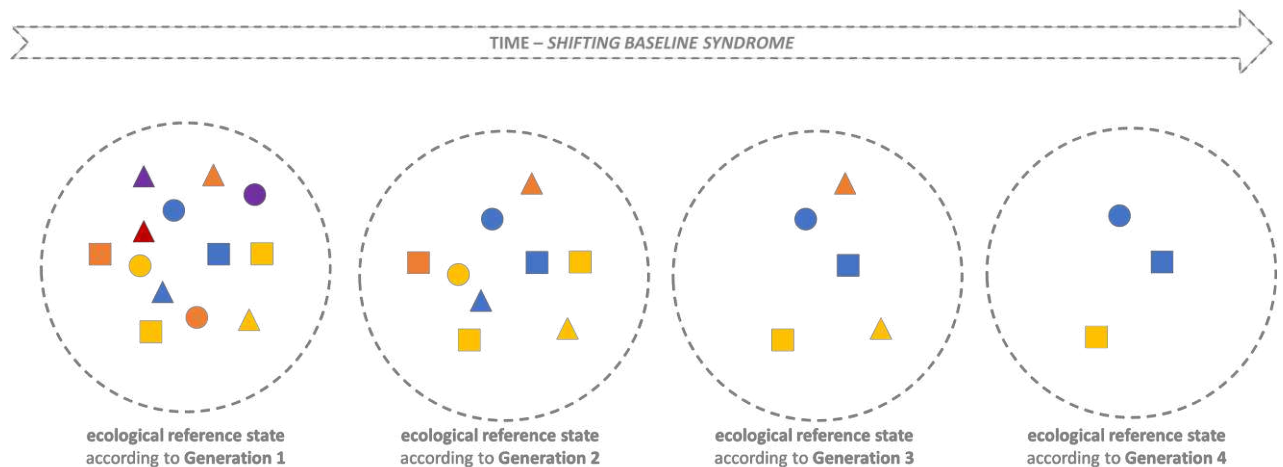 TIME – SHIFTING BASELINE SYNDROME
ecological reference state
according to Generation 1
ecological reference state
according to Generation 2
ecological reference state
according to Generation 3
ecological reference state
according to Generation 4